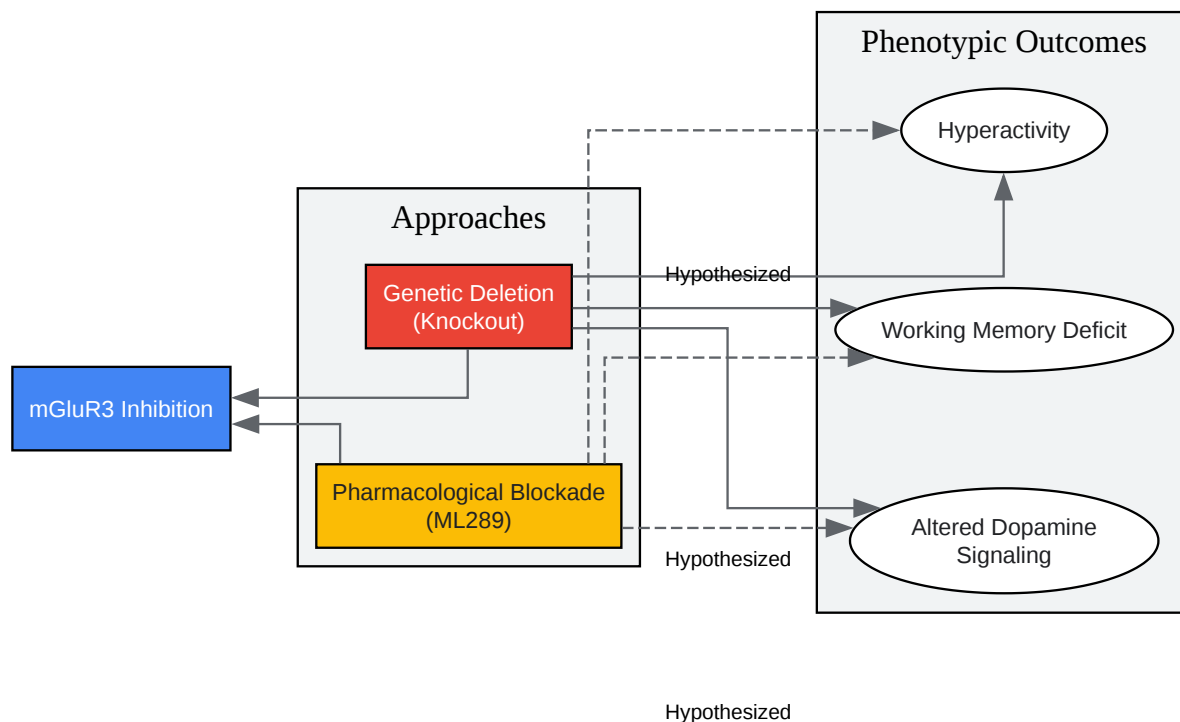 Phenotypic Outcomes
Hyperactivity
Approaches
Hypothesized
Genetic Deletion
(Knockout)
Working Memory Deficit
mGluR3 Inhibition
Pharmacological Blockade
(ML289)
Altered Dopamine
Signaling
Hypothesized
Hypothesized